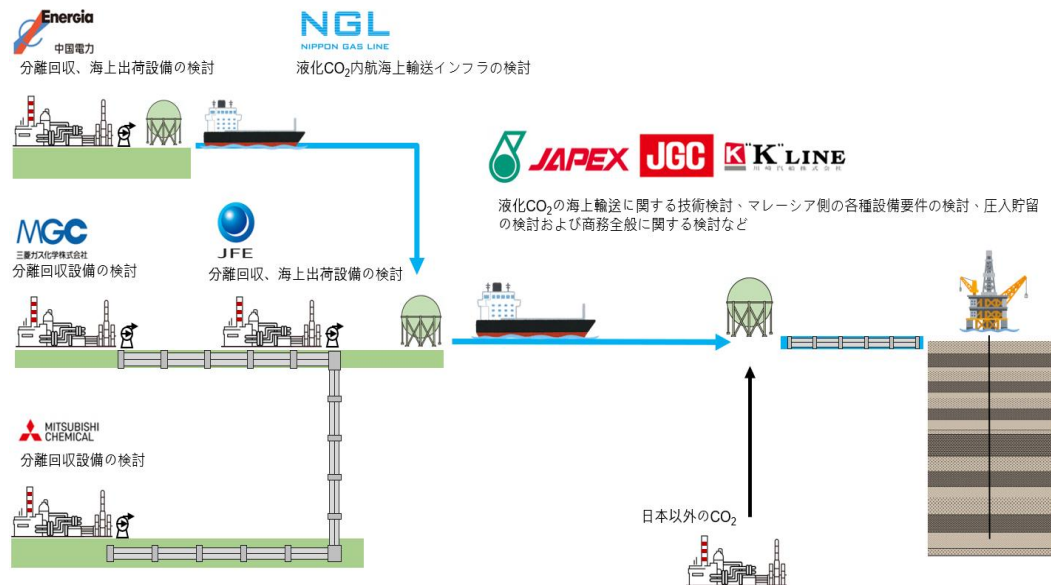 Energia
中国電力
分離回収、海上出荷設備の検討
NGL
NIPPON GAS LINE
液化CO₂内航海上輸送インフラの検討
JAPEX
JGC
K "K" LINE
川崎汽船株式会社
液化CO₂の海上輸送に関する技術検討、マレーシア側の各種設備要件の検討、圧入貯留
の検討および商務全般に関する検討など
MGC
三菱ガス化学株式会社
分離回収設備の検討
JFE
分離回収、海上出荷設備の検討
MITSUBISHI
CHEMICAL
分離回収設備の検討
日本以外のCO₂